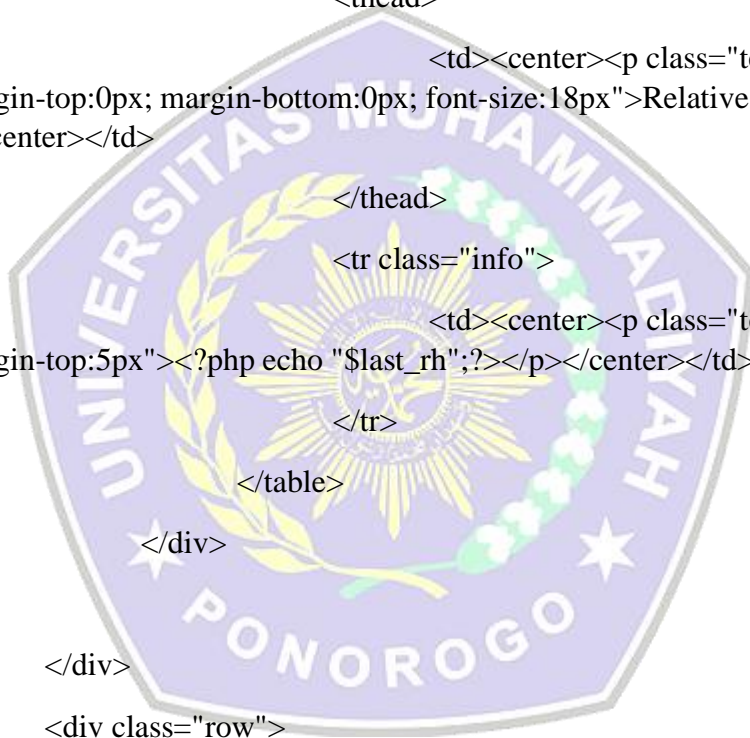 <thead>
<td><center><p class="t
gin-top:0px; margin-bottom:0px; font-size:18px">Relative
center></td>
</thead>
<tr class="info">
<td><center><p class="t
gin-top:5px"><?php echo "$last_rh";?></p></center></td>
</tr>
</table>
</div>
</div>
<div class="row">
UNIVERSITAS MUHAMMADIYAH
PONOROGO